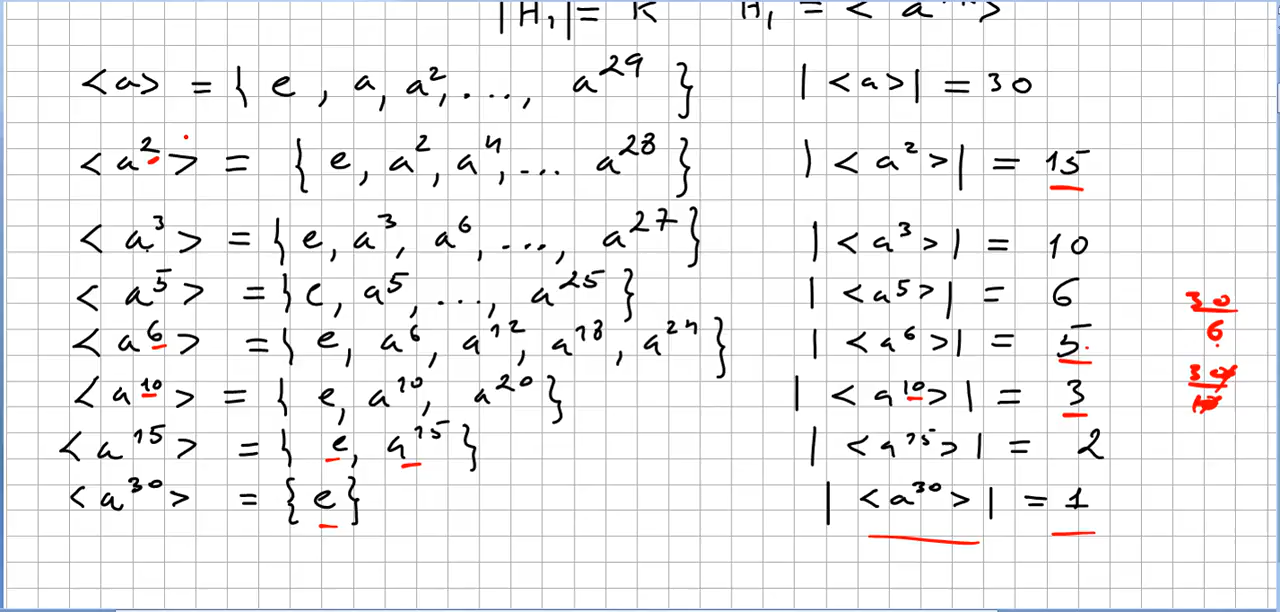 |H₁| = K H₁ = < a
<a> = { e , a, a², ..., a²⁹ } | <a> | = 30
<a²> = { e, a², a⁴, ... a²⁸ } | <a²> | = 15
<a³> = { e, a³, a⁶, ..., a²⁷ } | <a³> | = 10
<a⁵> = { e, a⁵, ..., a²⁵ } | <a⁵> | = 6
30/6
<a⁶> = { e, a⁶, a¹², a¹⁸, a²⁴ } | <a⁶> | = 5
<a¹⁰> = { e, a¹⁰, a²⁰ } | <a¹⁰> | = 3
30/10
<a¹⁵> = { e, a¹⁵ } | <a¹⁵> | = 2
<a³⁰> = { e } | <a³⁰> | = 1